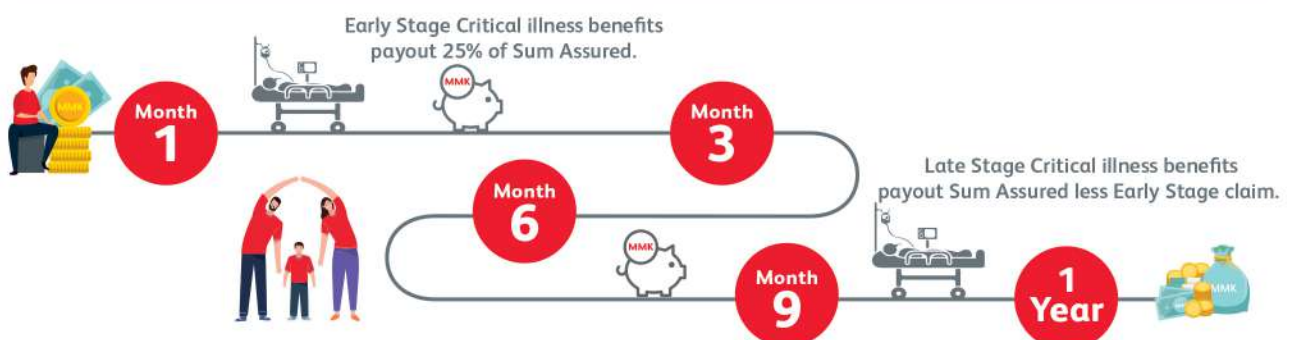 Early Stage Critical illness benefits
payout 25% of Sum Assured.
MMK
MMK
Month
1
Month
3
Late Stage Critical illness benefits
payout Sum Assured less Early Stage claim.
Month
6
MMK
Month
9
1
Year
MMK